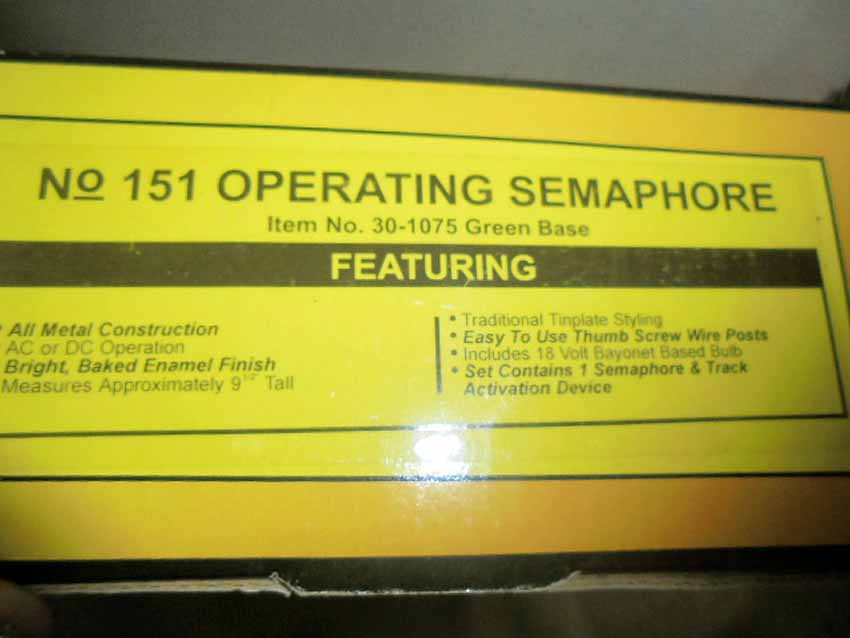 No 151 OPERATING SEMAPHORE
Item No. 30-1075 Green Base
FEATURING
All Metal Construction
AC or DC Operation
Bright, Baked Enamel Finish
Measures Approximately 9 1/2" Tall
• Traditional Tinplate Styling
• Easy To Use Thumb Screw Wire Posts
• Includes 18 Volt Bayonet Based Bulb
• Set Contains 1 Semaphore & Track
Activation Device